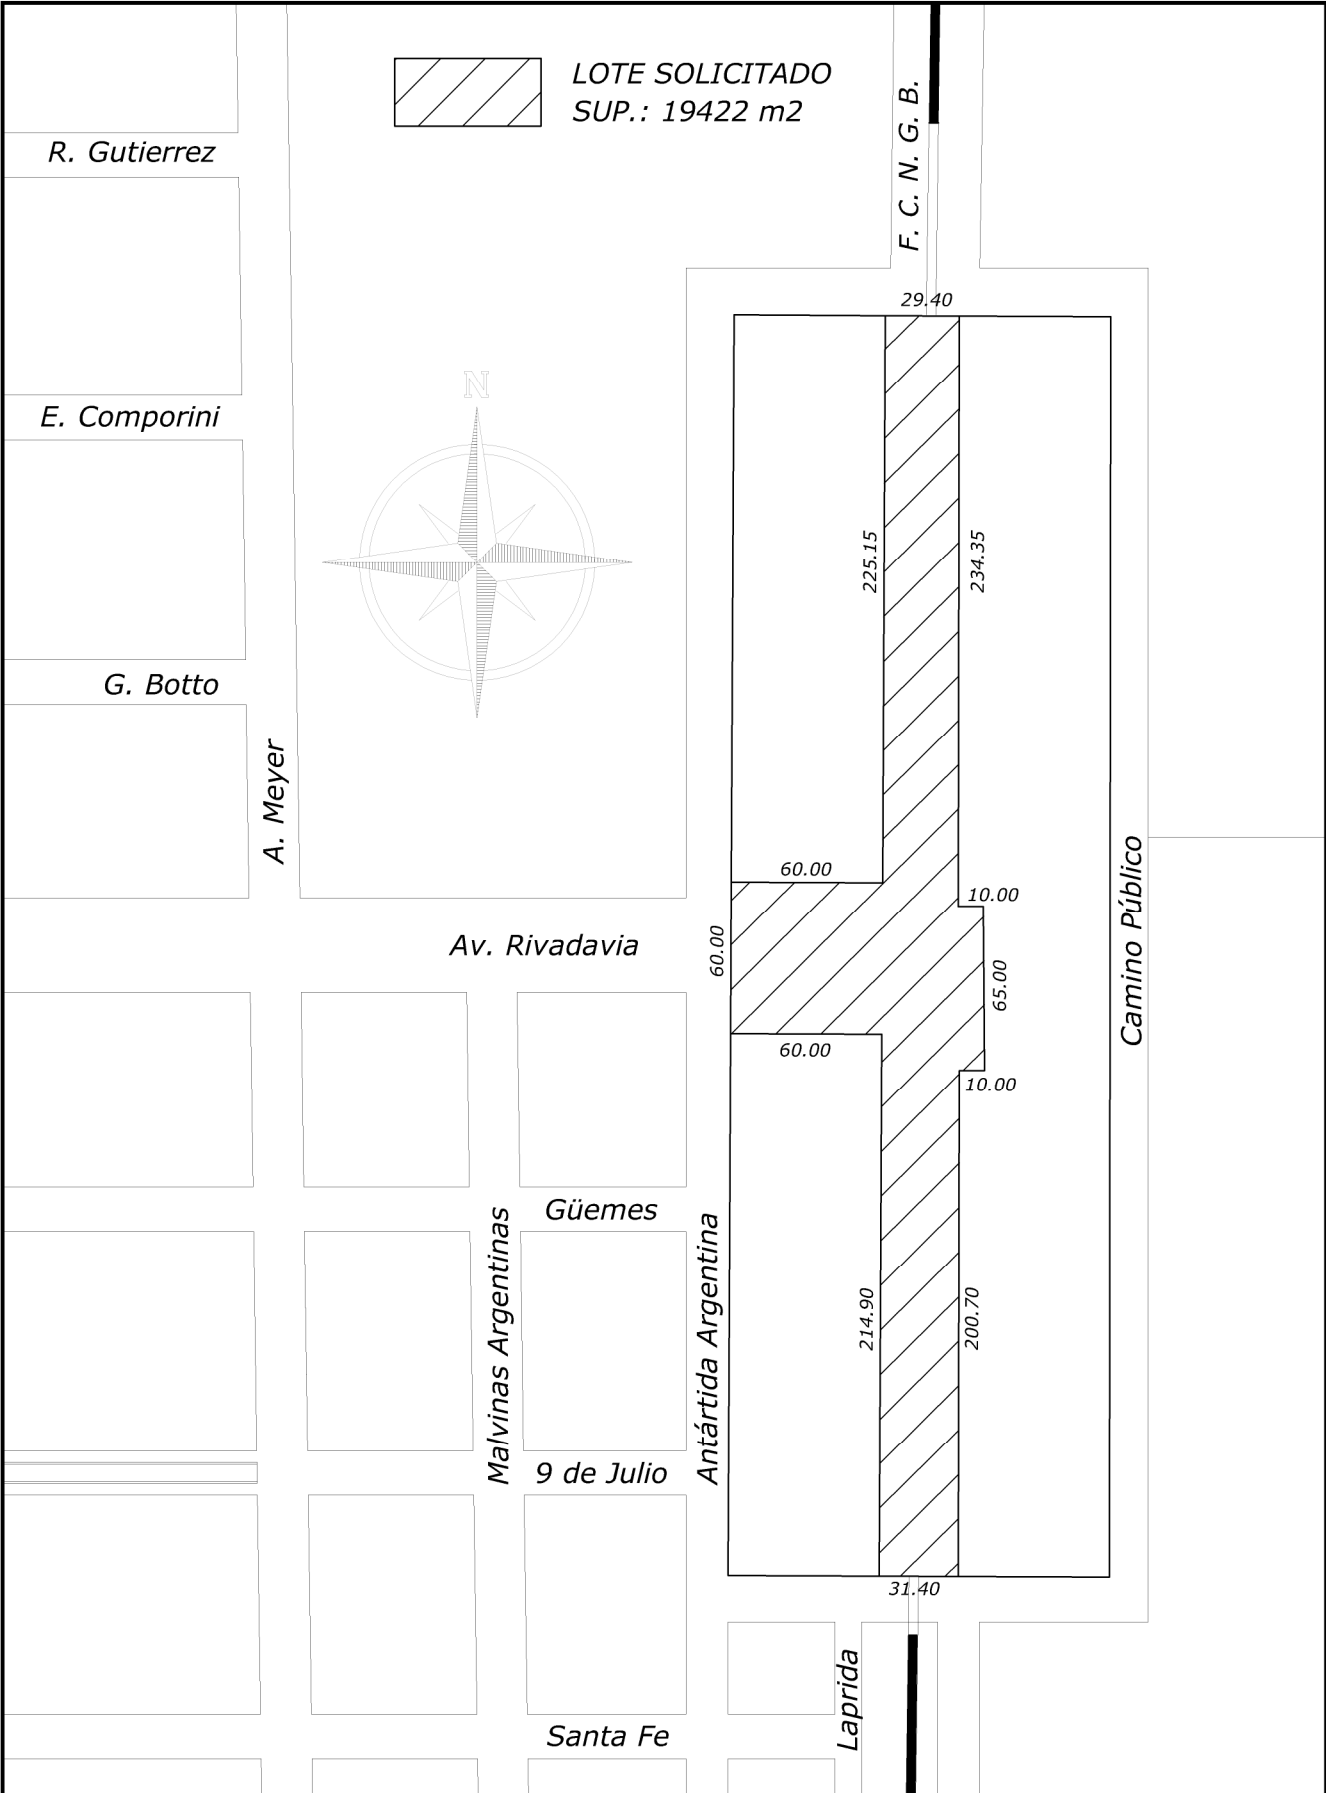 LOTE SOLICITADO
SUP.: 19422 m2
F. C. N. G. B.
R. Gutierrez
29.40
N
E. Comporini
225.15
234.35
G. Botto
A. Meyer
60.00
10.00
Camino Público
Av. Rivadavia
60.00
65.00
60.00
10.00
Güemes
Malvinas Argentinas
Antártida Argentina
214.90
200.70
9 de Julio
31.40
Laprida
Santa Fe